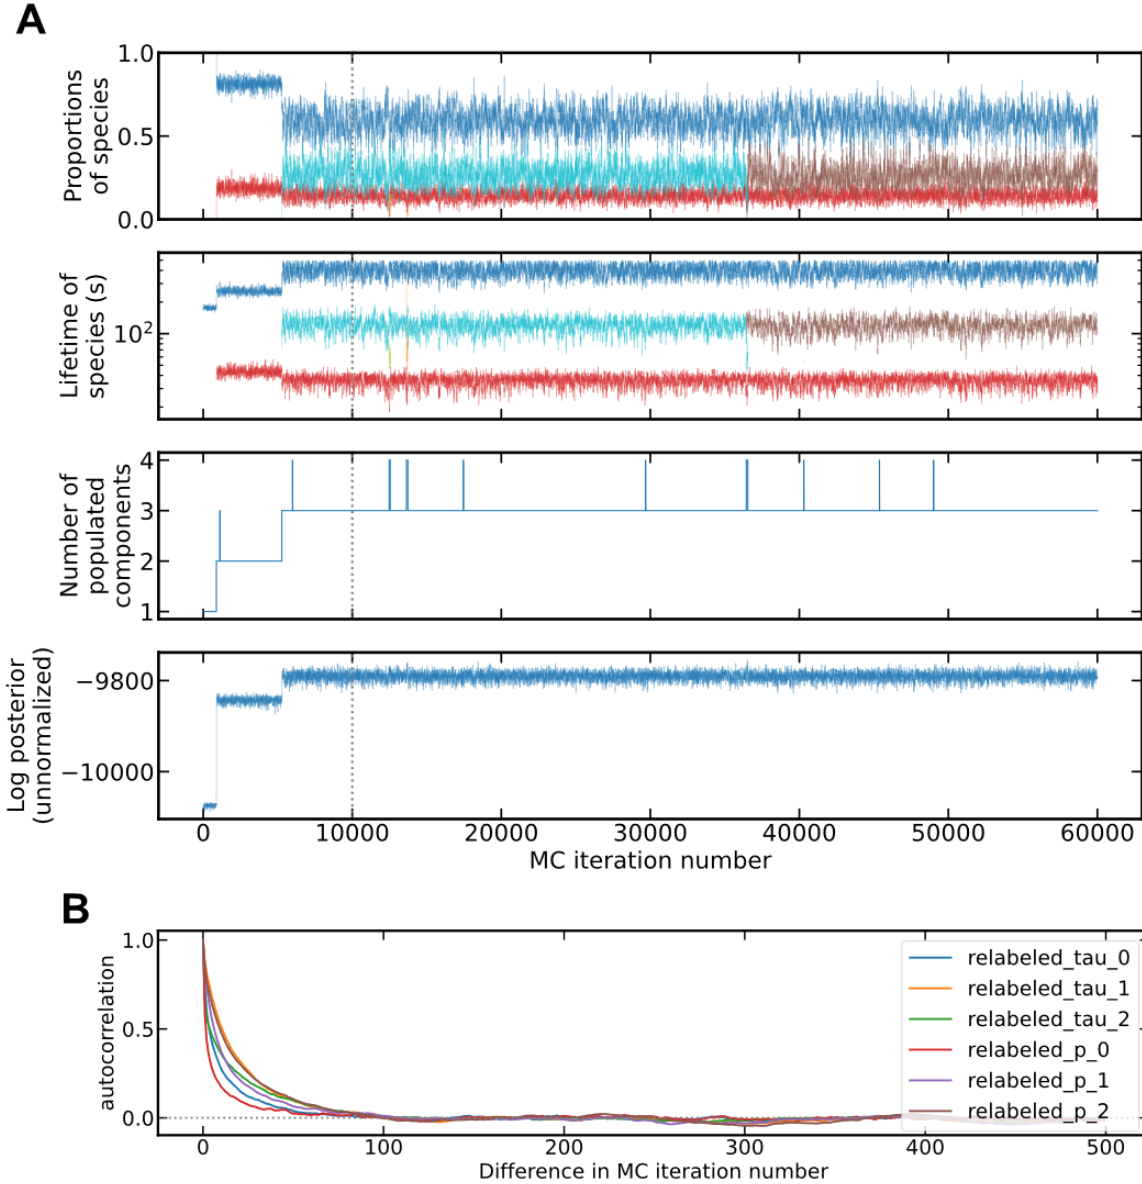 A
Proportions
of species
1.0
0.5
0.0
Lifetime of
species (s)
10²
Number of
populated
components
4
3
2
1
Log posterior
(unnormalized)
−9800
−10000
0 10000 20000 30000 40000 50000 60000
MC iteration number
B
autocorrelation
1.0
0.5
0.0
relabeled_tau_0
relabeled_tau_1
relabeled_tau_2
relabeled_p_0
relabeled_p_1
relabeled_p_2
0 100 200 300 400 500
Difference in MC iteration number